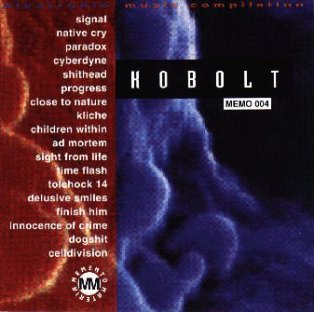 electronic music compilation
signal
native cry
paradox
cyberdyne
shithead
progress
close to nature
kliche
children within
ad mortem
sight from life
time flash
tolshock 14
delusive smiles
finish him
innocence of crime
dogshit
celldivision
KOBOLT
MEMO 004
MEMENTO MATERIA
MM